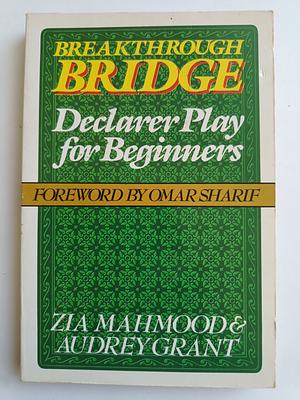 BREAKTHROUGH
BRIDGE
Declarer Play
for Beginners
FOREWORD BY OMAR SHARIF
ZIA MAHMOOD &
AUDREY GRANT